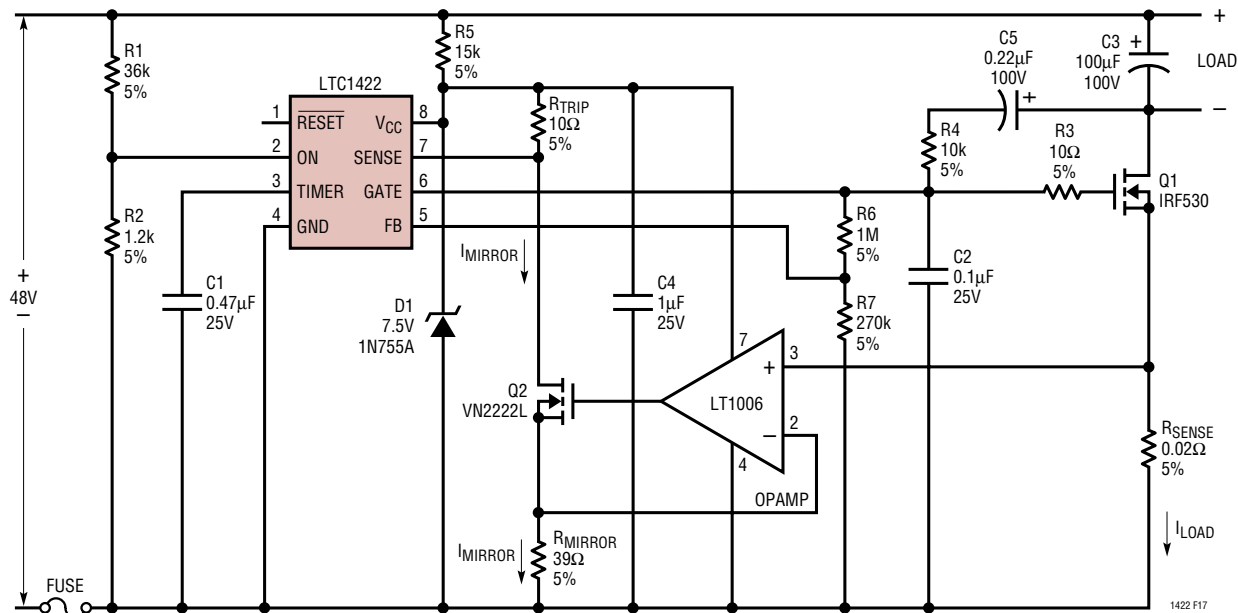 +
48V
−
R1
36k
5%
R2
1.2k
5%
FUSE
LTC1422
1 RESET VCC 8
2 ON SENSE 7
3 TIMER GATE 6
4 GND FB 5
C1
0.47µF
25V
R5
15k
5%
RTRIP
10Ω
5%
IMIRROR
D1
7.5V
1N755A
C4
1µF
25V
Q2
VN2222L
7
+ 3
LT1006
− 2
4
OPAMP
IMIRROR
RMIRROR
39Ω
5%
R6
1M
5%
R7
270k
5%
C2
0.1µF
25V
R4
10k
5%
C5
0.22µF
100V
+
R3
10Ω
5%
Q1
IRF530
C3
100µF
100V
+
+
LOAD
−
RSENSE
0.02Ω
5%
ILOAD
1422 F17